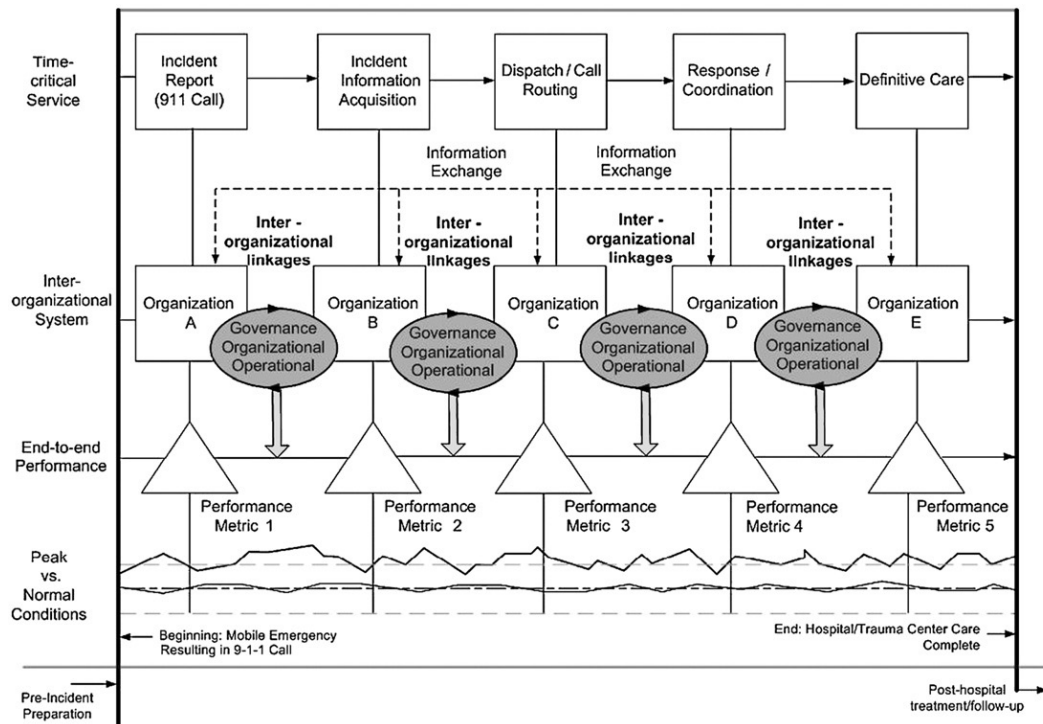 Time-
critical
Service
Incident
Report
(911 Call)
Incident
Information
Acquisition
Dispatch / Call
Routing
Response /
Coordination
Definitive Care
Information
Exchange
Information
Exchange
Inter -
organizational
linkages
Inter -
organizational
linkages
Inter -
organizational
linkages
Inter -
organizational
linkages
Inter-
organizational
System
Organization
A
Organization
B
Organization
C
Organization
D
Organization
E
Governance
Organizational
Operational
Governance
Organizational
Operational
Governance
Organizational
Operational
Governance
Organizational
Operational
End-to-end
Performance
Performance
Metric 1
Performance
Metric 2
Performance
Metric 3
Performance
Metric 4
Performance
Metric 5
Peak
vs.
Normal
Conditions
Beginning: Mobile Emergency
Resulting in 9-1-1 Call
End: Hospital/Trauma Center Care
Complete
Pre-Incident
Preparation
Post-hospital
treatment/follow-up